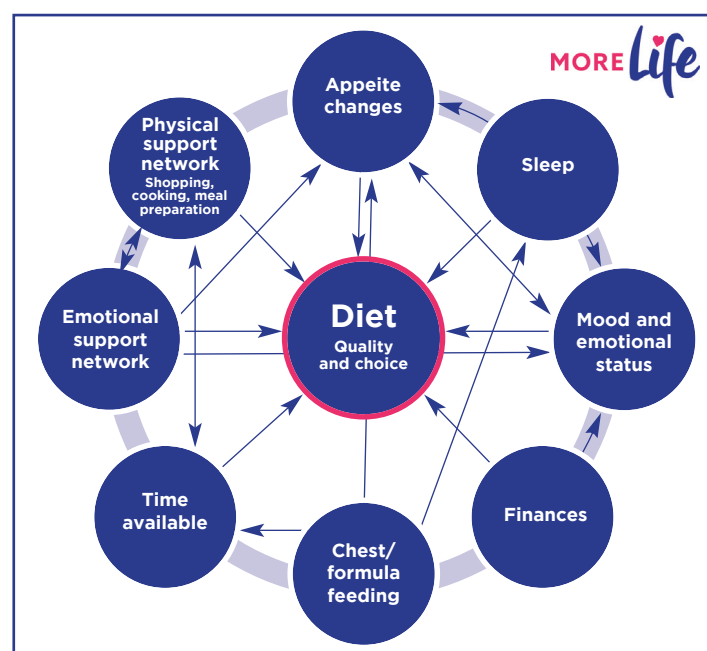 MORE Life
Appeite
changes
Physical
support
network
Shopping,
cooking, meal
preparation
Sleep
Emotional
support
network
Diet
Quality
and choice
Mood and
emotional
status
Time
available
Chest/
formula
feeding
Finances